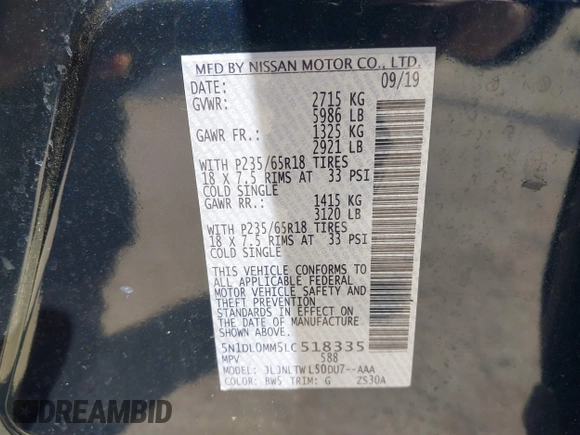 MFD BY NISSAN MOTOR CO., LTD.
DATE: 09/19
GVWR: 2715 KG
5986 LB
GAWR FR.: 1325 KG
2921 LB
WITH P235/65R18 TIRES
18 X 7.5 RIMS AT 33 PSI
COLD SINGLE
GAWR RR.: 1415 KG
3120 LB
WITH P235/65R18 TIRES
18 X 7.5 RIMS AT 33 PSI
COLD SINGLE
THIS VEHICLE CONFORMS TO
ALL APPLICABLE FEDERAL
MOTOR VEHICLE SAFETY AND
THEFT PREVENTION
STANDARDS IN EFFECT ON
THE DATE OF MANUFACTURE
SHOWN ABOVE.
5N1DL0MM5LC518335
MPV 588
MODEL: JLJNLTWL50DU7--AAA
COLOR: BW5 TRIM: G ZS30A
DREAMBID